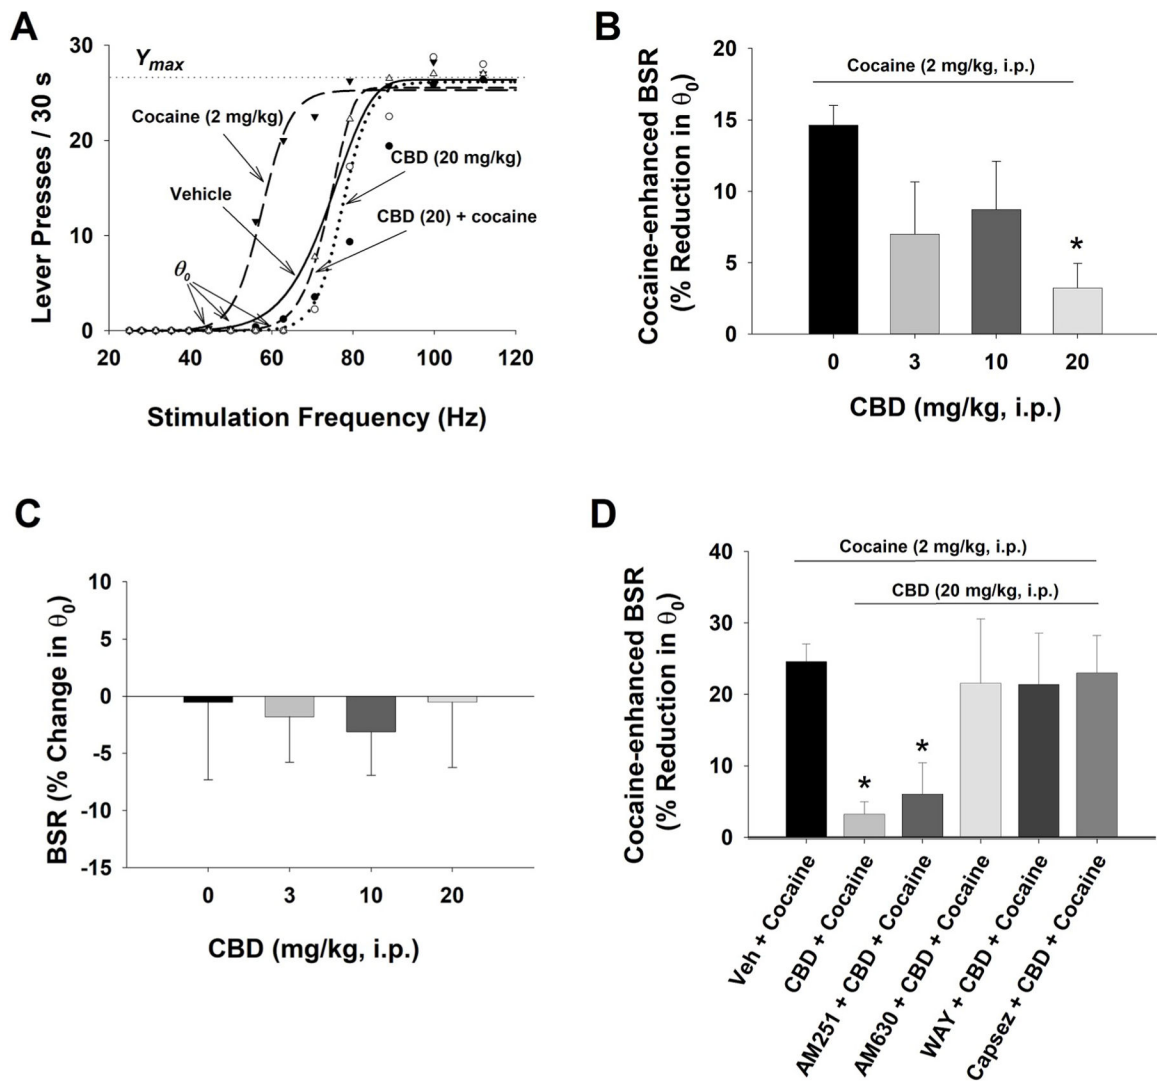 A
Lever Presses / 30 s
30
20
10
0
Ymax
Cocaine (2 mg/kg)
CBD (20 mg/kg)
Vehicle
CBD (20) + cocaine
θ0
20 40 60 80 100 120
Stimulation Frequency (Hz)
B
Cocaine-enhanced BSR
(% Reduction in θ0)
20
15
10
5
0
Cocaine (2 mg/kg, i.p.)
*
0 3 10 20
CBD (mg/kg, i.p.)
C
BSR (% Change in θ0)
10
5
0
-5
-10
-15
0 3 10 20
CBD (mg/kg, i.p.)
D
Cocaine-enhanced BSR
(% Reduction in θ0)
40
30
20
10
0
Cocaine (2 mg/kg, i.p.)
CBD (20 mg/kg, i.p.)
* *
Veh + Cocaine
CBD + Cocaine
AM251 + CBD + Cocaine
AM630 + CBD + Cocaine
WAY + CBD + Cocaine
Capsez + CBD + Cocaine